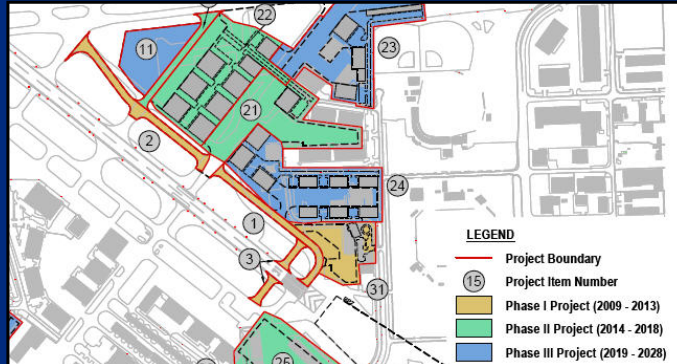 22
11
23
21
2
24
1
3
31
25
LEGEND
Project Boundary
15 Project Item Number
Phase I Project (2009 - 2013)
Phase II Project (2014 - 2018)
Phase III Project (2019 - 2028)